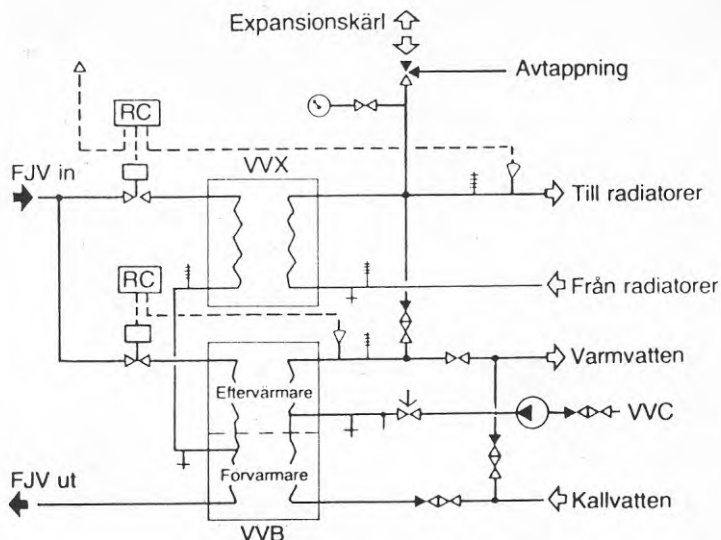 Expansionskärl
Avtappning
RC
FJV in
VVX
Till radiatorer
RC
Från radiatorer
Varmvatten
Eftervärmare
VVC
Förvärmare
FJV ut
Kallvatten
VVB